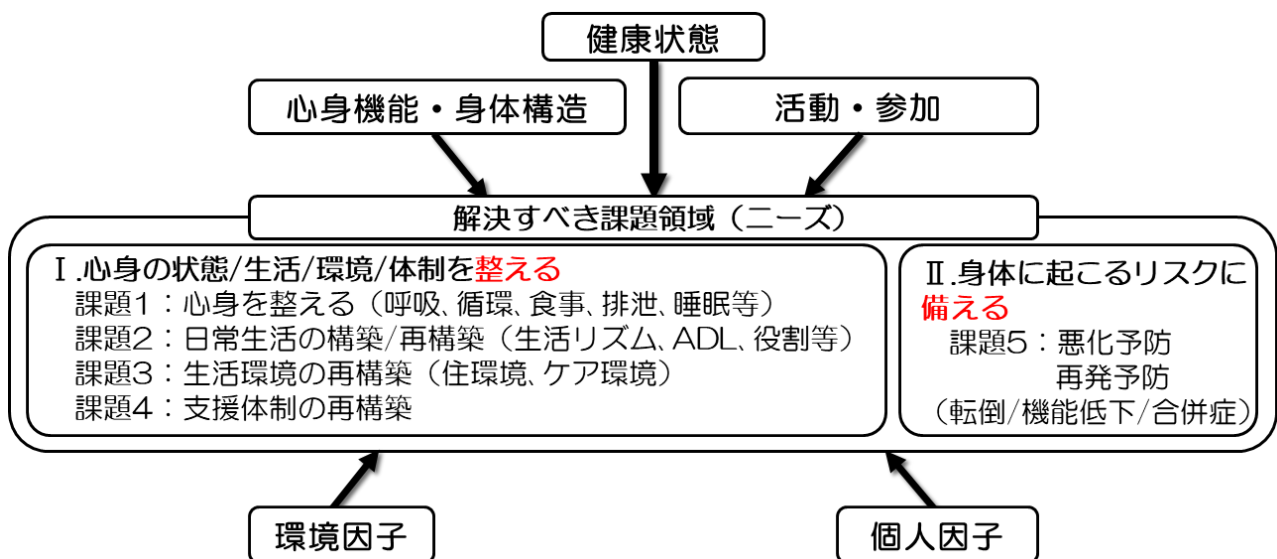 健康状態
心身機能・身体構造
活動・参加
解決すべき課題領域（ニーズ）
Ⅰ.心身の状態/生活/環境/体制を整える
課題1：心身を整える（呼吸、循環、食事、排泄、睡眠等）
課題2：日常生活の構築/再構築（生活リズム、ADL、役割等）
課題3：生活環境の再構築（住環境、ケア環境）
課題4：支援体制の再構築
Ⅱ.身体に起こるリスクに
備える
課題5：悪化予防
再発予防
（転倒/機能低下/合併症）
環境因子
個人因子